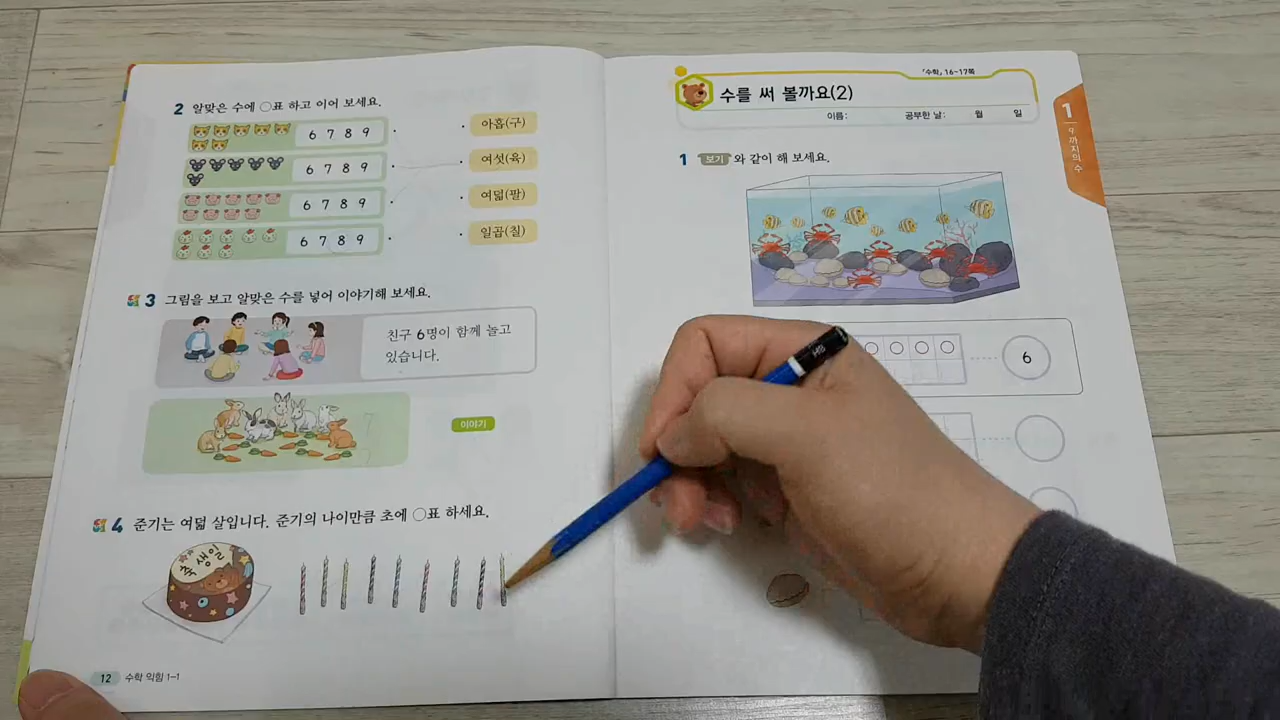 2 알맞은 수에 ○표 하고 이어 보세요.
6 7 8 9
아홉(구)
6 7 8 9
여섯(육)
6 7 8 9
여덟(팔)
6 7 8 9
일곱(칠)
3 그림을 보고 알맞은 수를 넣어 이야기해 보세요.
친구 6명이 함께 놀고
있습니다.
7
이야기
4 준기는 여덟 살입니다. 준기의 나이만큼 초에 ○표 하세요.
축 생일
12 수학 익힘 1-1
「수학」 16~17쪽
수를 써 볼까요(2)
이름: 공부한 날: 월 일
1 9까지의 수
1 보기 와 같이 해 보세요.
6
HB